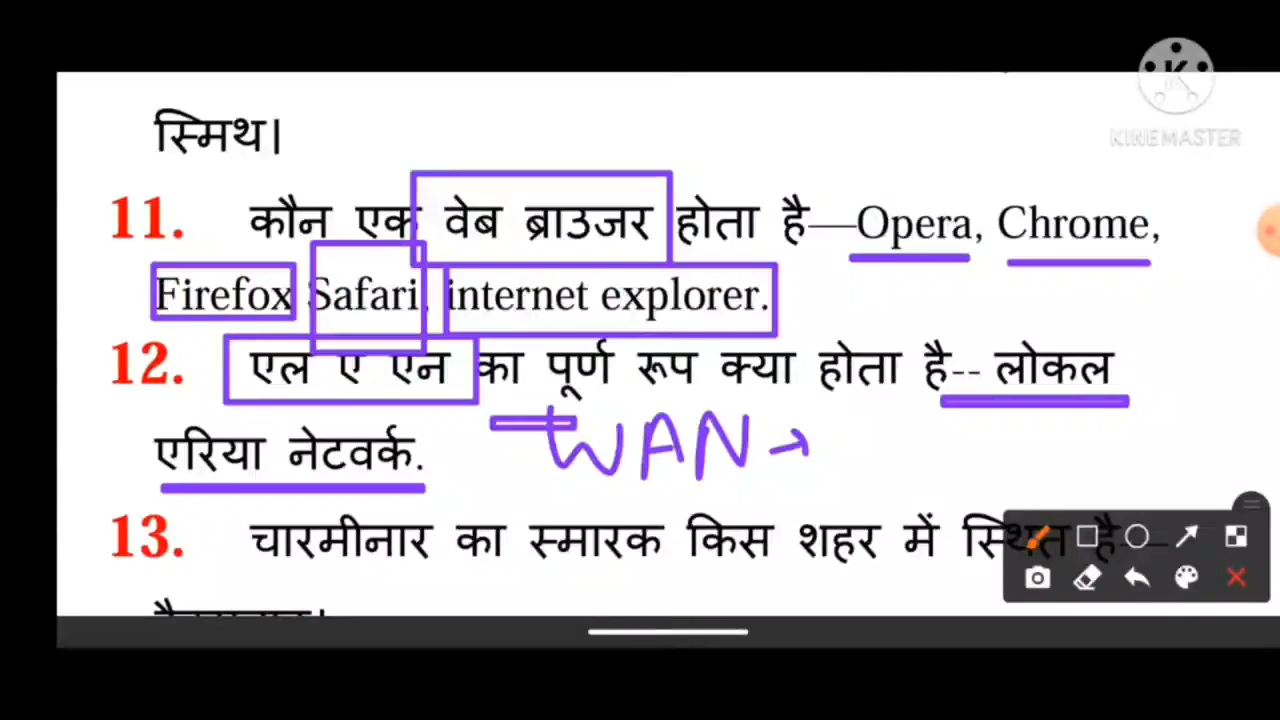 KINEMASTER
स्मिथ।
11. कौन एक वेब ब्राउजर होता है—Opera, Chrome,
Firefox Safari, internet explorer.
12. एल ए एन का पूर्ण रूप क्या होता है-- लोकल
एरिया नेटवर्क.
WAN →
13. चारमीनार का स्मारक किस शहर में स्थित है—